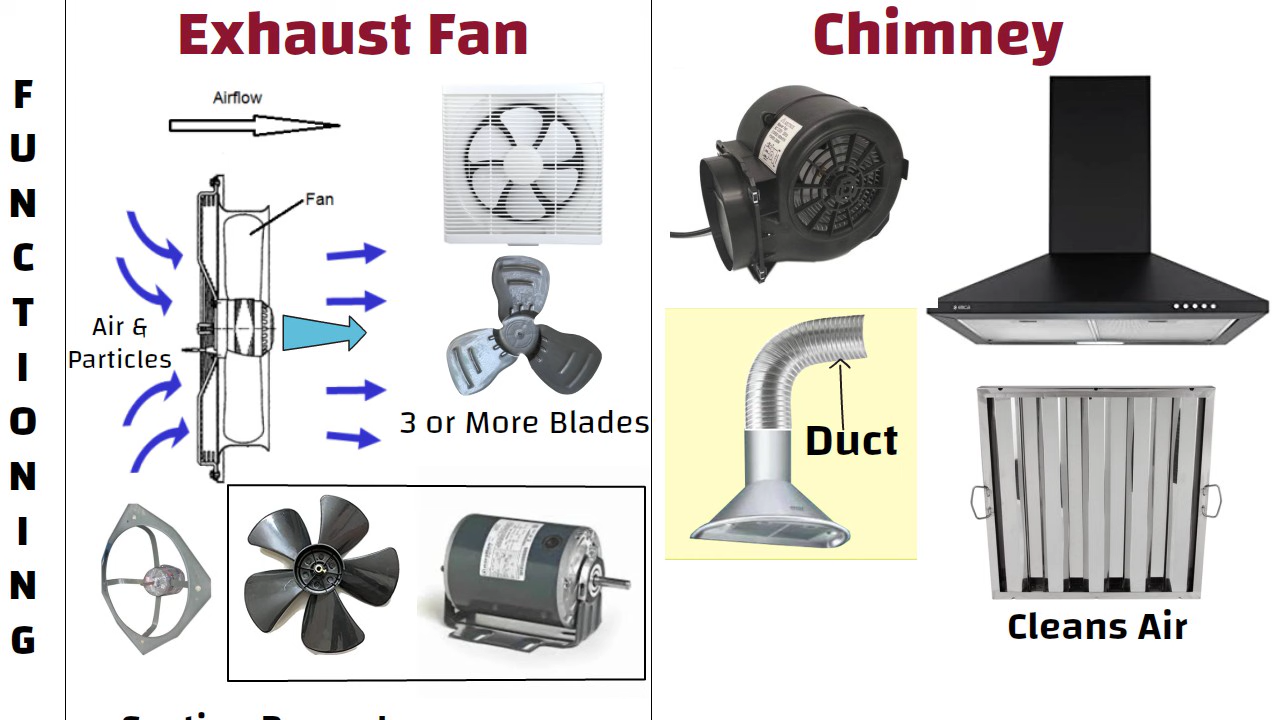 Exhaust Fan
Chimney
FUNCTIONING
Airflow
Fan
Air &
Particles
3 or More Blades
Duct
Cleans Air